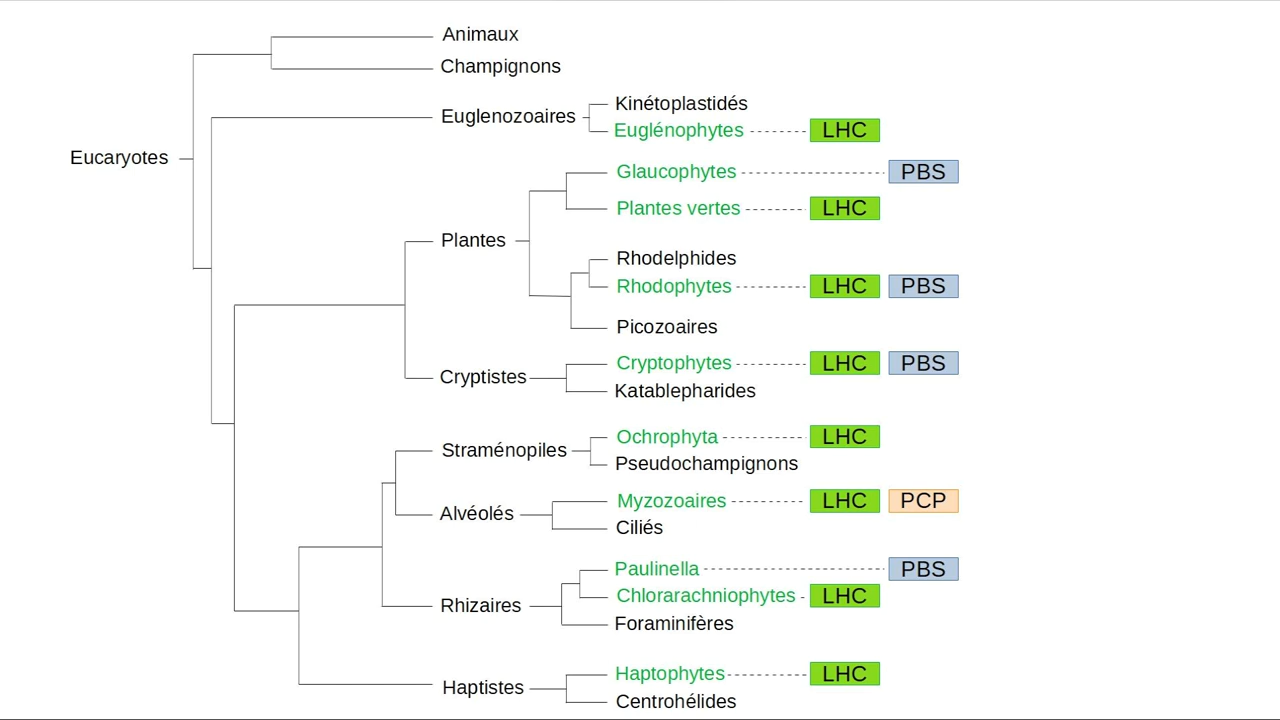 Animaux
Champignons
Euglenozoaires
Kinétoplastidés
Euglénophytes LHC
Eucaryotes
Glaucophytes PBS
Plantes vertes LHC
Plantes
Rhodelphides
Rhodophytes LHC PBS
Picozoaires
Cryptophytes LHC PBS
Cryptistes
Katablepharides
Ochrophyta LHC
Straménopiles
Pseudochampignons
Myzozoaires LHC PCP
Alvéolés
Ciliés
Paulinella PBS
Chlorarachniophytes LHC
Rhizaires
Foraminifères
Haptophytes LHC
Haptistes
Centrohélides